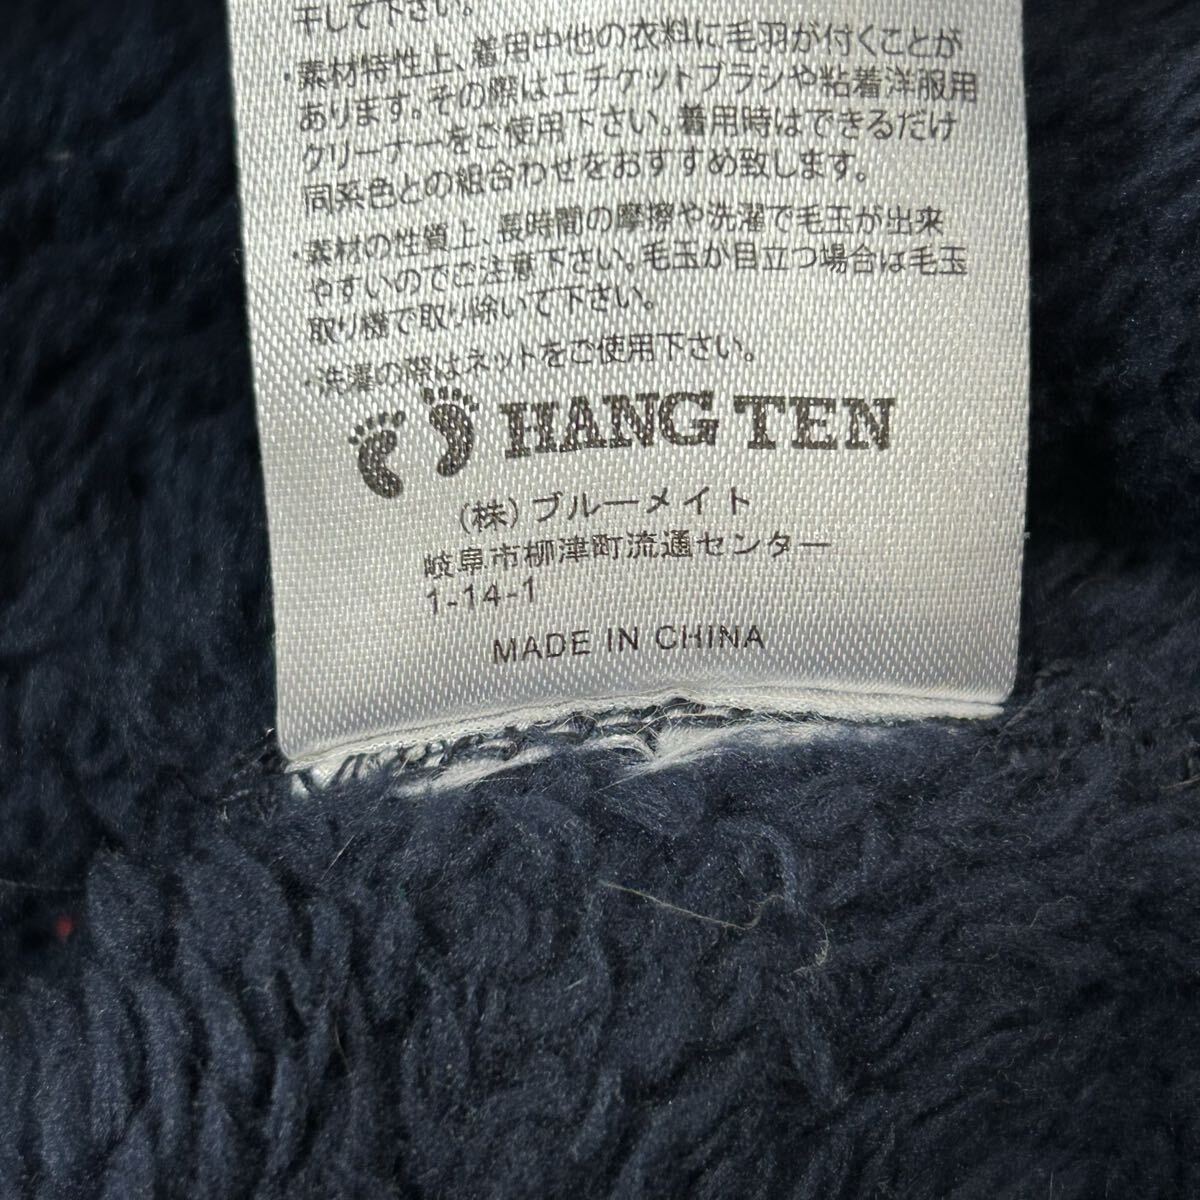 干して下さい。
・素材特性上、着用中他の衣料に毛羽が付くことが
あります。その際はエチケットブラシや粘着洋服用
クリーナーをご使用下さい。着用時はできるだけ
同系色との組合わせをおすすめ致します。
・素材の性質上、長時間の摩擦や洗濯で毛玉が出来
やすいのでご注意下さい。毛玉が目立つ場合は毛玉
取り機で取り除いて下さい。
・洗濯の際はネットをご使用下さい。
HANG TEN
(株)ブルーメイト
岐阜市柳津町流通センター
1-14-1
MADE IN CHINA